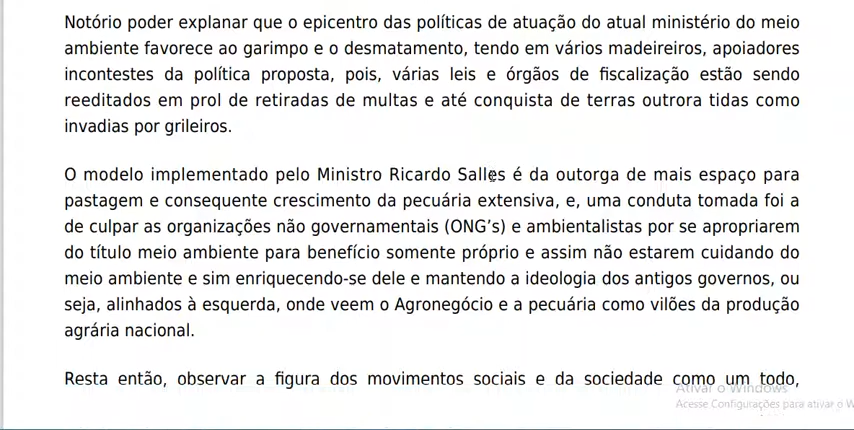 Notório poder explanar que o epicentro das políticas de atuação do atual ministério do meio
ambiente favorece ao garimpo e o desmatamento, tendo em vários madeireiros, apoiadores
incontestes da política proposta, pois, várias leis e órgãos de fiscalização estão sendo
reeditados em prol de retiradas de multas e até conquista de terras outrora tidas como
invadias por grileiros.
O modelo implementado pelo Ministro Ricardo Salles é da outorga de mais espaço para
pastagem e consequente crescimento da pecuária extensiva, e, uma conduta tomada foi a
de culpar as organizações não governamentais (ONG’s) e ambientalistas por se apropriarem
do título meio ambiente para benefício somente próprio e assim não estarem cuidando do
meio ambiente e sim enriquecendo-se dele e mantendo a ideologia dos antigos governos, ou
seja, alinhados à esquerda, onde veem o Agronegócio e a pecuária como vilões da produção
agrária nacional.
Resta então, observar a figura dos movimentos sociais e da sociedade como um todo,
Ativar o Windows
Acesse Configurações para ativar o W